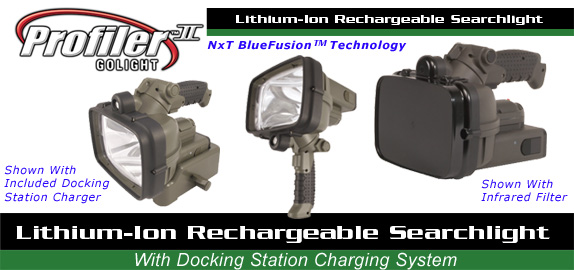 Profiler II
GOLIGHT
Lithium-Ion Rechargeable Searchlight
NxT BlueFusion™ Technology
Shown With
Included Docking
Station Charger
Shown With
Infrared Filter
Lithium-Ion Rechargeable Searchlight
With Docking Station Charging System